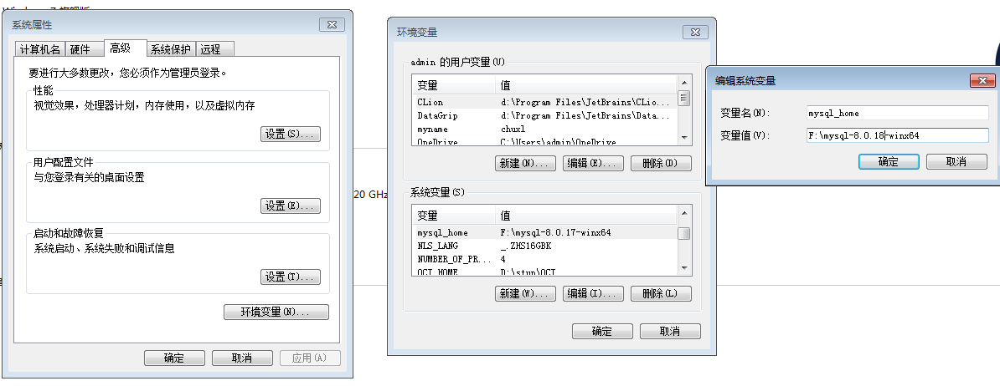 Windows 7 旗舰版
系统属性
计算机名
硬件
高级
系统保护
远程
要进行大多数更改，您必须作为管理员登录。
性能
视觉效果，处理器计划，内存使用，以及虚拟内存
设置(S)...
用户配置文件
与您登录有关的桌面设置
设置(E)...
启动和故障恢复
系统启动、系统失败和调试信息
设置(T)...
环境变量(N)...
确定
取消
应用(A)
20 GHz
环境变量
admin 的用户变量(U)
变量 值
CLion d:\Program Files\JetBrains\CLio...
DataGrip d:\Program Files\JetBrains\Data...
myname chuxl
OneDrive C:\Users\admin\OneDrive
新建(N)...
编辑(E)...
删除(D)
系统变量(S)
变量 值
mysql_home F:\mysql-8.0.17-winx64
NLS_LANG _.ZHS16GBK
NUMBER_OF_PR... 4
OCI_HOME D:\stup\OCI
新建(W)...
编辑(I)...
删除(L)
确定
取消
编辑系统变量
变量名(N): mysql_home
变量值(V): F:\mysql-8.0.18-winx64
确定
取消